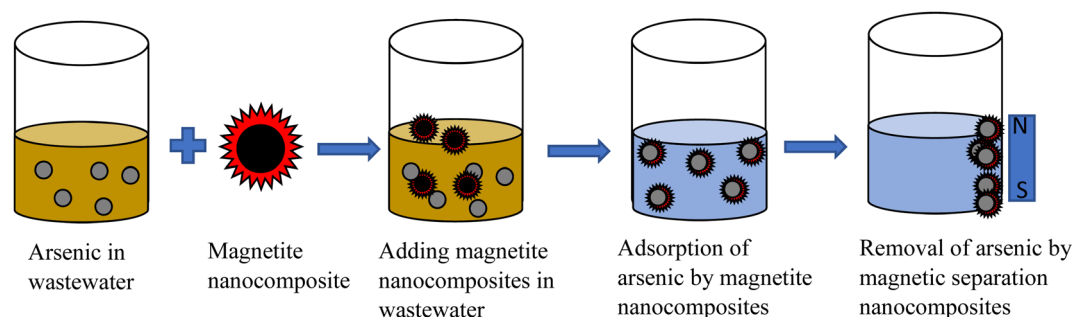 Arsenic in
wastewater
Magnetite
nanocomposite
Adding magnetite
nanocomposites in
wastewater
Adsorption of
arsenic by magnetite
nanocomposites
N
S
Removal of arsenic by
magnetic separation
nanocomposites